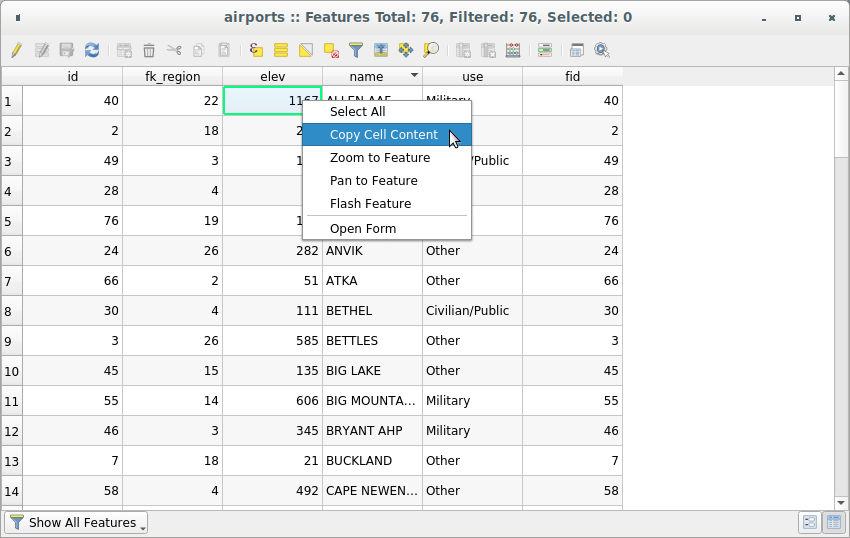 airports :: Features Total: 76, Filtered: 76, Selected: 0
id fk_region elev name use fid
1 40 22 1167 ALLEN AAF Military 40
2 2 18 2
3 49 3 /Public 49
4 28 4 28
5 76 19 76
6 24 26 282 ANVIK Other 24
7 66 2 51 ATKA Other 66
8 30 4 111 BETHEL Civilian/Public 30
9 3 26 585 BETTLES Other 3
10 45 15 135 BIG LAKE Other 45
11 55 14 606 BIG MOUNTA... Military 55
12 46 3 345 BRYANT AHP Military 46
13 7 18 21 BUCKLAND Other 7
14 58 4 492 CAPE NEWEN... Other 58
Select All
Copy Cell Content
Zoom to Feature
Pan to Feature
Flash Feature
Open Form
Show All Features